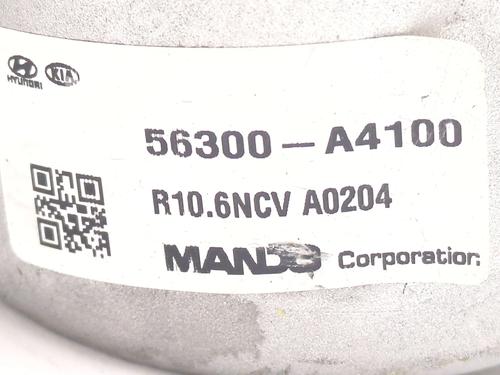 HYUNDAI
KIA
56300-A4100
R10.6NCV A0204
MANDO Corporation